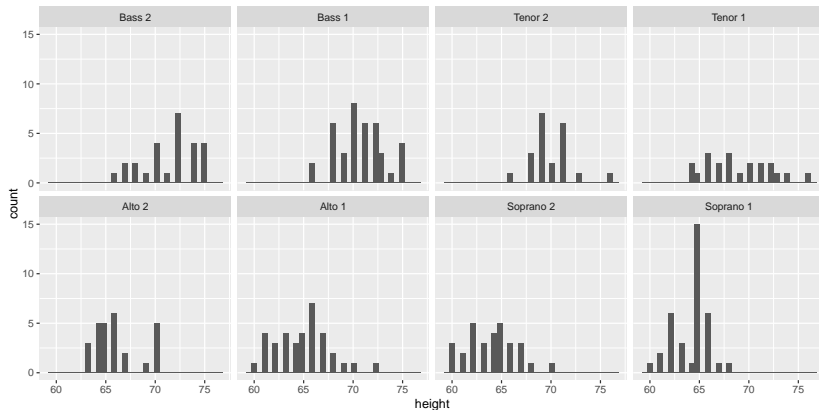 Bass 2
Bass 1
Tenor 2
Tenor 1
15
10
5
0
Alto 2
Alto 1
Soprano 2
Soprano 1
15
10
5
0
count
60 65 70 75
60 65 70 75
60 65 70 75
60 65 70 75
height